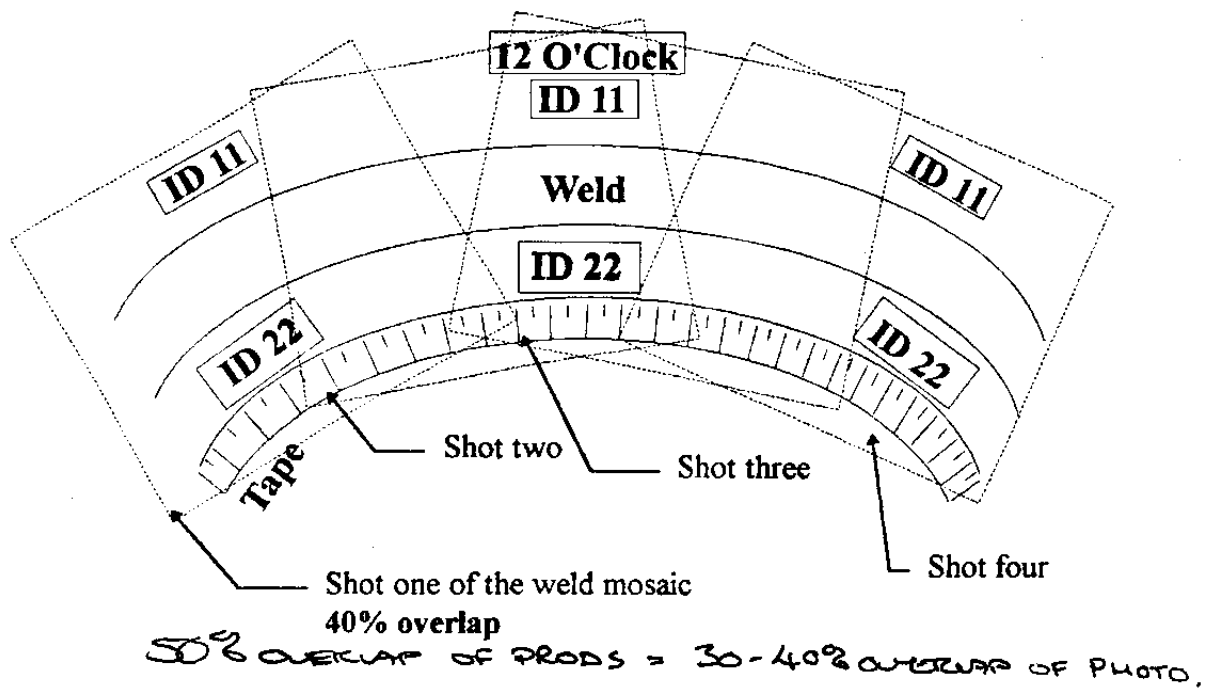 12 O'Clock
ID 11
ID 11
ID 11
Weld
ID 22
ID 22
ID 22
Tape
Shot two
Shot three
Shot four
Shot one of the weld mosaic
40% overlap
50% OVERLAP OF PRODS = 30-40% OVERLAP OF PHOTO.